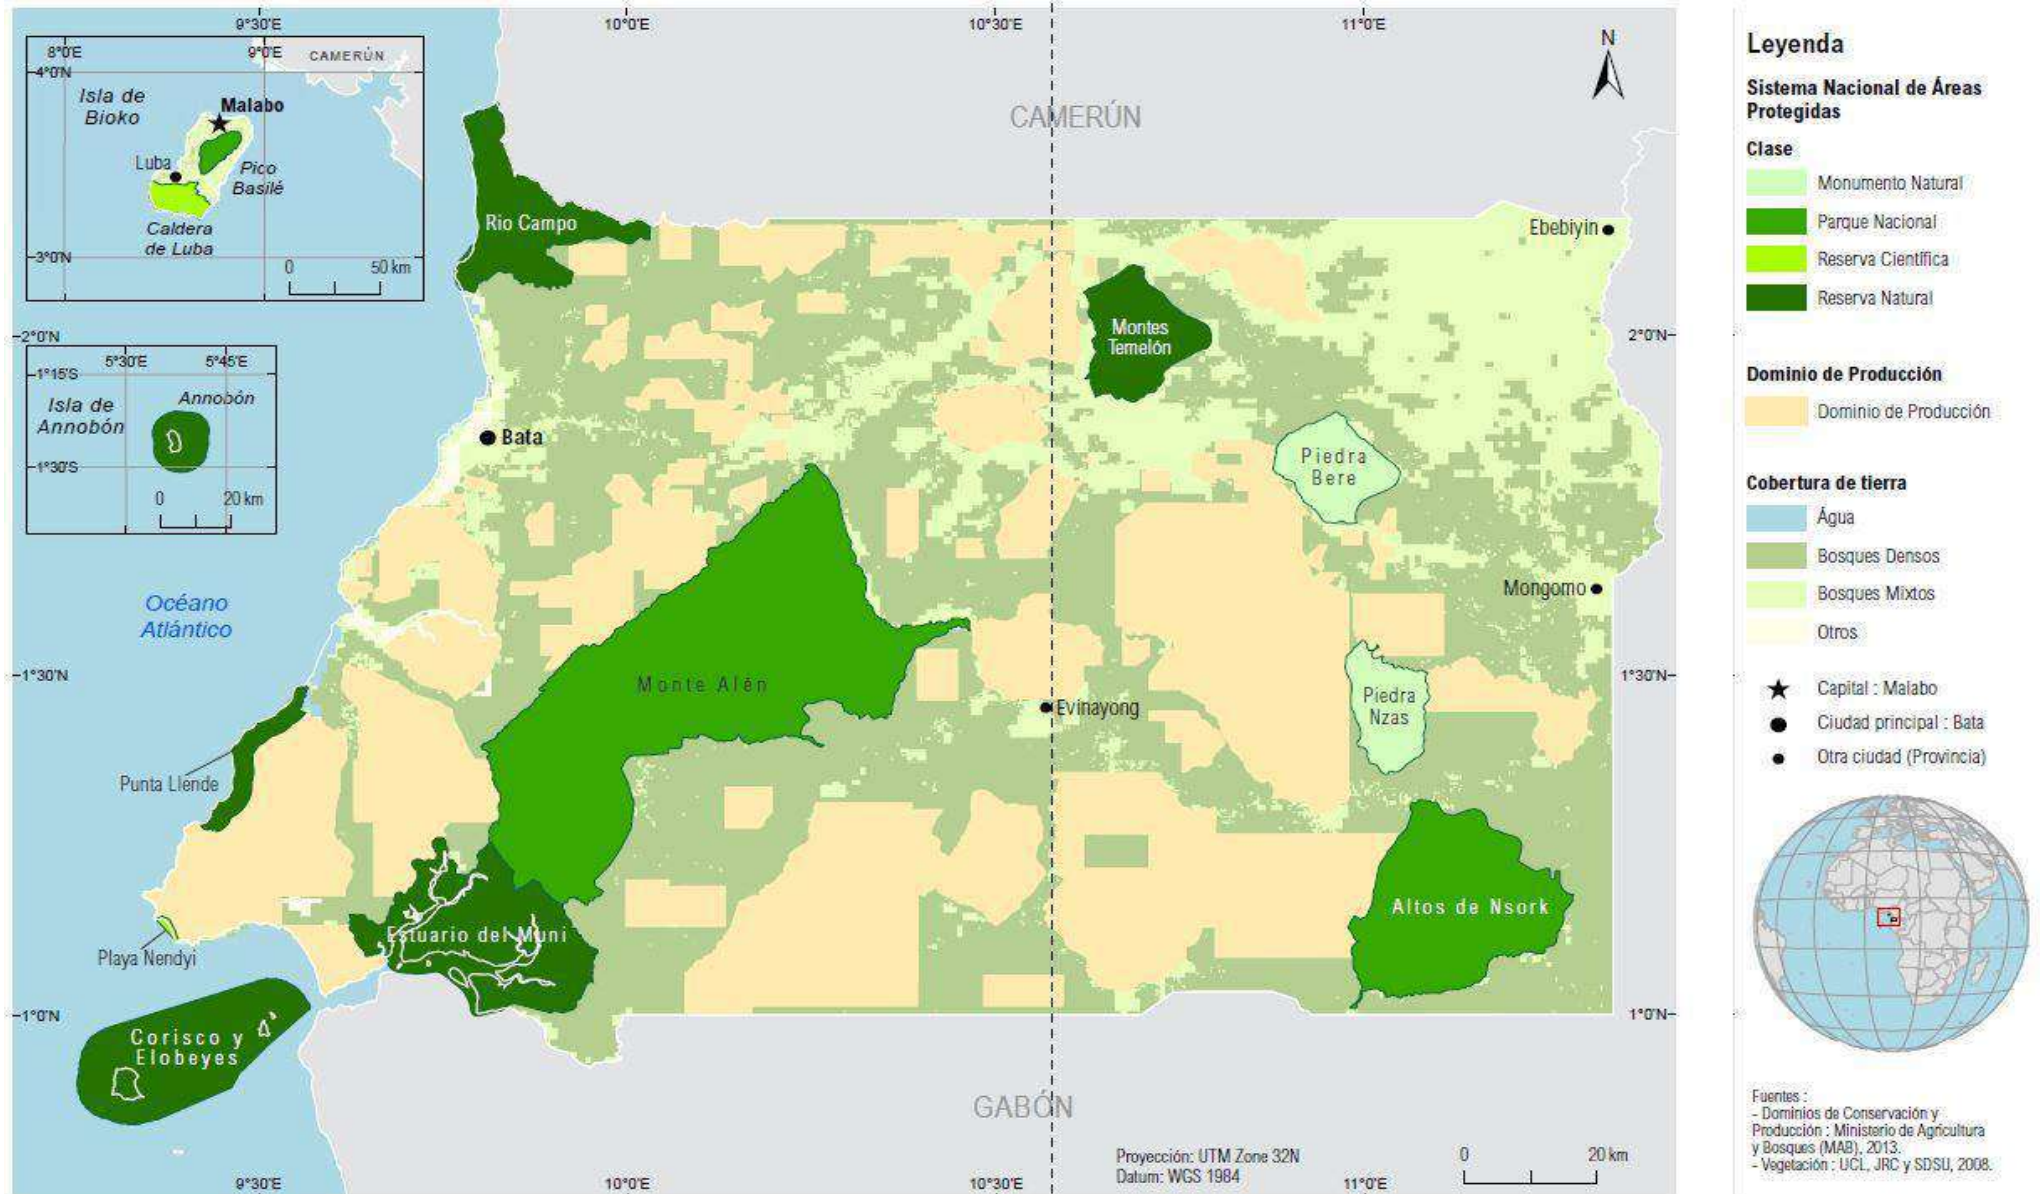 9°30'E
10°0'E
10°30'E
11°0'E
8°0'E
9°0'E
CAMERÚN
4°0'N
Isla de
Bioko
Malabo
Luba
Pico
Basilé
Caldera
de Luba
3°0'N
0 50 km
2°0'N
5°30'E
5°45'E
1°15'S
Isla de
Annobón
Annobón
1°30'S
0 20 km
N
CAMERÚN
Rio Campo
Ebebiyin
Montes
Temelón
2°0'N
Bata
Piedra
Bere
Mongomo
Océano
Atlántico
1°30'N
Monte Alén
Evinayong
Piedra
Nzas
1°30'N
Punta Llende
Altos de Nsork
Estuario del Muni
Playa Nendyi
1°0'N
1°0'N
Corisco y
Elobeyes
GABÓN
Proyección: UTM Zone 32N
Datum: WGS 1984
0 20 km
9°30'E
10°0'E
10°30'E
11°0'E
Leyenda
Sistema Nacional de Áreas
Protegidas
Clase
Monumento Natural
Parque Nacional
Reserva Científica
Reserva Natural
Dominio de Producción
Dominio de Producción
Cobertura de tierra
Água
Bosques Densos
Bosques Mixtos
Otros
Capital : Malabo
Ciudad principal : Bata
Otra ciudad (Provincia)
Fuentes :
- Dominios de Conservación y
Producción : Ministerio de Agricultura
y Bosques (MAB), 2013.
- Vegetación : UCL, JRC y SDSU, 2008.